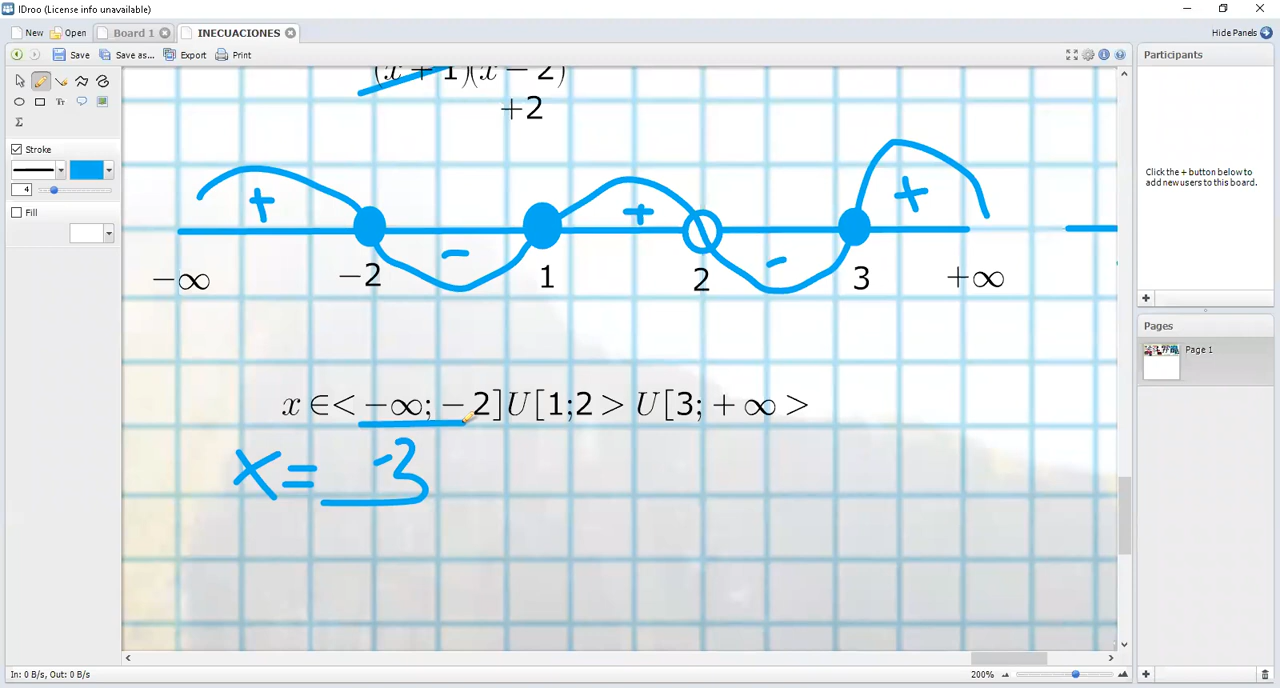 IDroo (License info unavailable)
New Open Board 1 INECUACIONES Hide Panels
Save Save as... Export Print
Participants
Click the + button below to
add new users to this board.
Pages
Page 1
Tt
Σ
Stroke
4
Fill
(x + 1)(x − 2)
+2
+ − + − +
−∞ −2 1 2 3 +∞
x ∈< −∞; −2]U[1;2 > U[3; +∞ >
x= -3
In: 0 B/s, Out: 0 B/s
200%